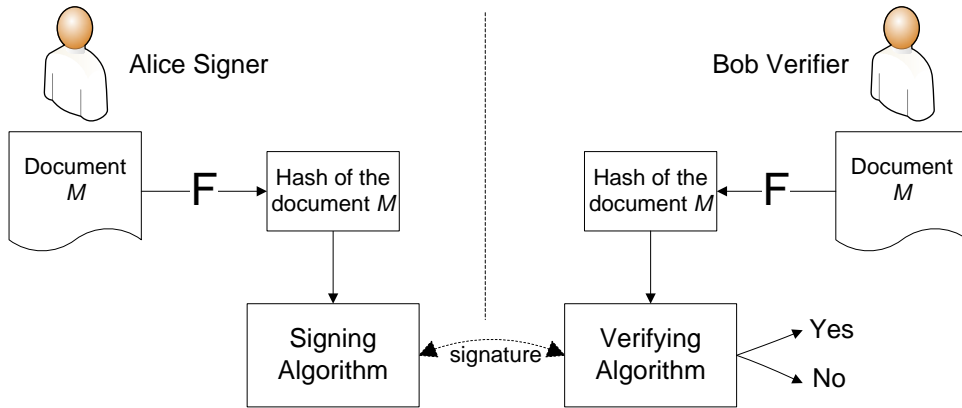 Alice Signer
Bob Verifier
Document
M
F
Hash of the
document M
Hash of the
document M
F
Document
M
Signing
Algorithm
signature
Verifying
Algorithm
Yes
No